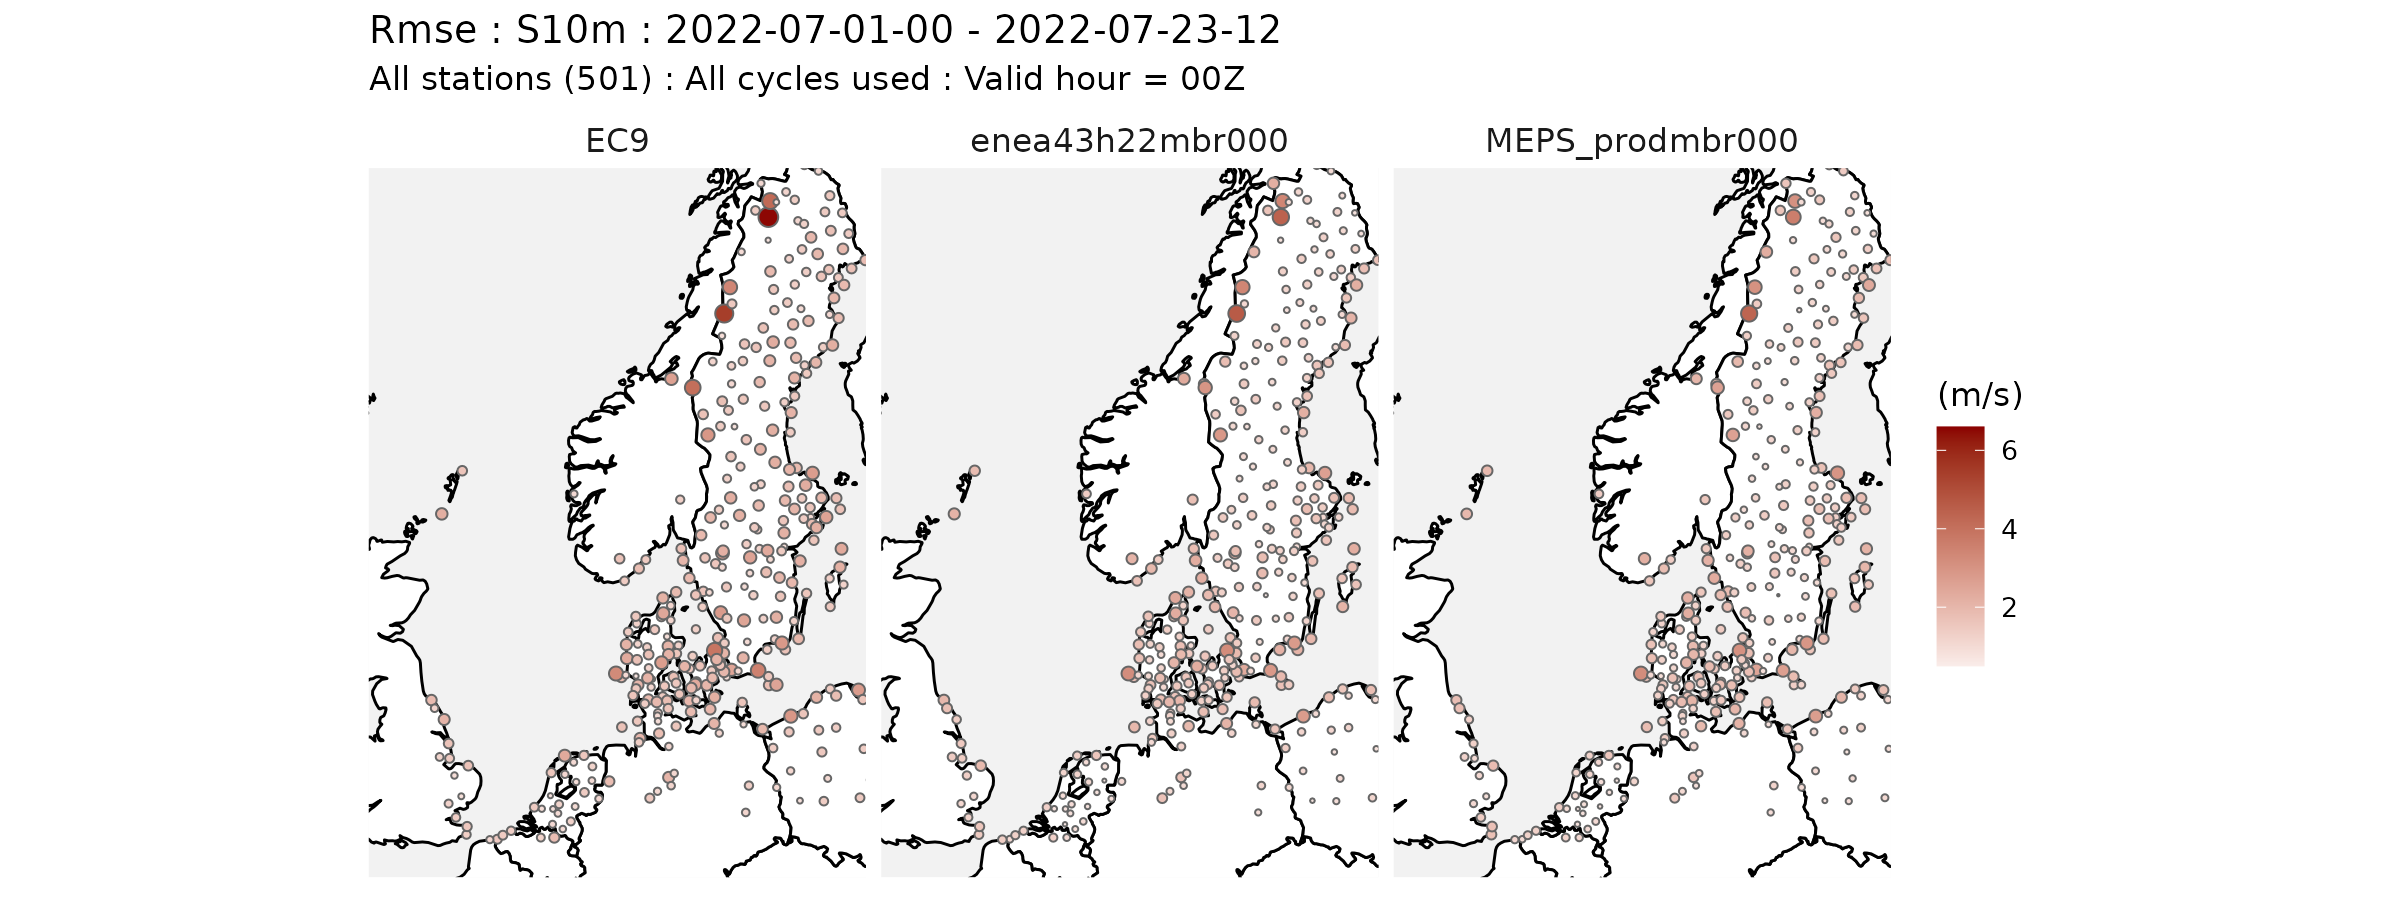 Rmse : S10m : 2022-07-01-00 - 2022-07-23-12
All stations (501) : All cycles used : Valid hour = 00Z
EC9
enea43h22mbr000
MEPS_prodmbr000
(m/s)
6
4
2